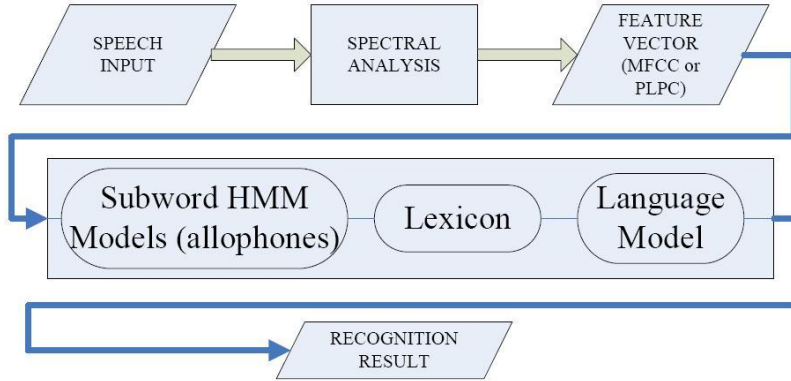 SPEECH
INPUT
SPECTRAL
ANALYSIS
FEATURE
VECTOR
(MFCC or
PLPC)
Subword HMM
Models (allophones)
Lexicon
Language
Model
RECOGNITION
RESULT